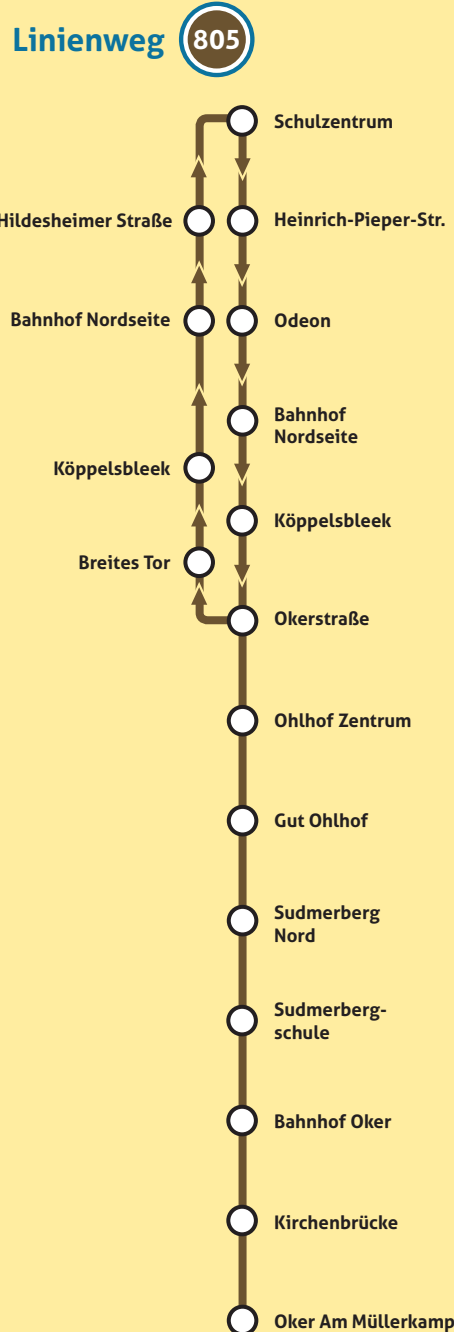 Linienweg 805
Schulzentrum
Hildesheimer Straße
Heinrich-Pieper-Str.
Bahnhof Nordseite
Odeon
Bahnhof
Nordseite
Köppelsbleek
Köppelsbleek
Breites Tor
Okerstraße
Ohlhof Zentrum
Gut Ohlhof
Sudmerberg
Nord
Sudmerberg-
schule
Bahnhof Oker
Kirchenbrücke
Oker Am Müllerkamp